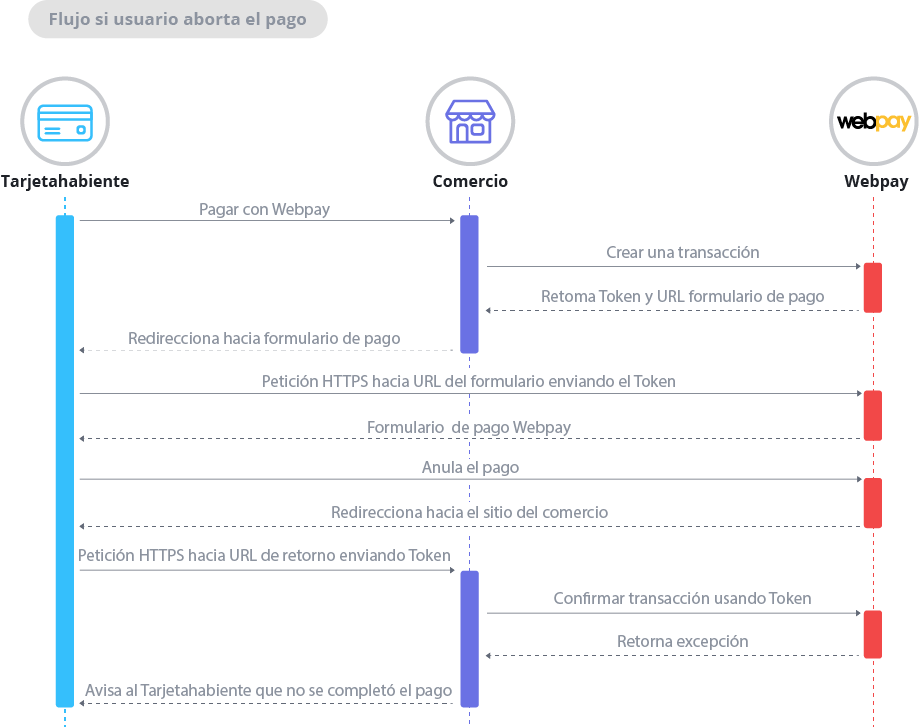 Flujo si usuario aborta el pago
webpay
Tarjetahabiente
Comercio
Webpay
Pagar con Webpay
Crear una transacción
Retoma Token y URL formulario de pago
Redirecciona hacia formulario de pago
Petición HTTPS hacia URL del formulario enviando el Token
Formulario de pago Webpay
Anula el pago
Redirecciona hacia el sitio del comercio
Petición HTTPS hacia URL de retorno enviando Token
Confirmar transacción usando Token
Retorna excepción
Avisa al Tarjetahabiente que no se completó el pago